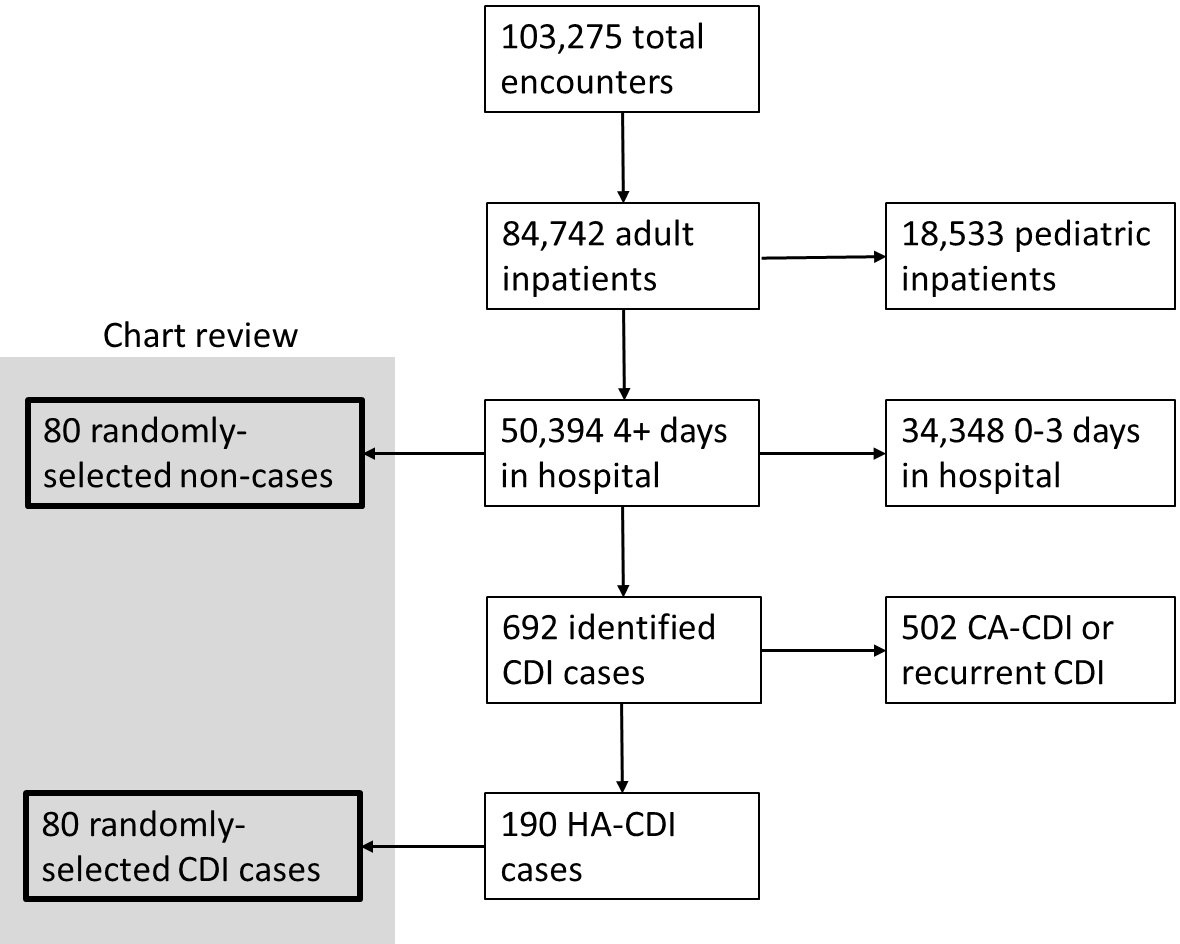 103,275 total
encounters
84,742 adult
inpatients
18,533 pediatric
inpatients
Chart review
80 randomly-
selected non-cases
50,394 4+ days
in hospital
34,348 0-3 days
in hospital
692 identified
CDI cases
502 CA-CDI or
recurrent CDI
80 randomly-
selected CDI cases
190 HA-CDI
cases